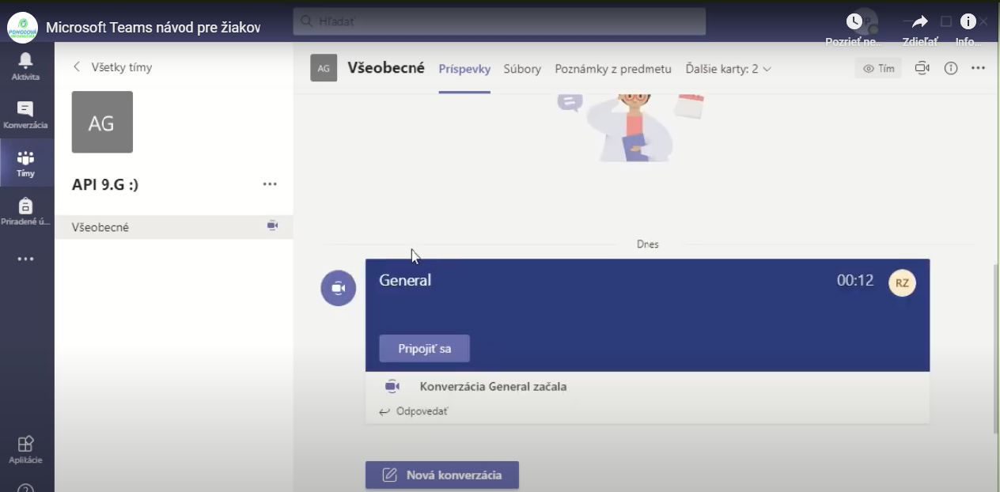 Microsoft Teams návod pre žiakov
Hľadať
Pozrieť ne...
Zdieľať
Info...
Aktivita
Konverzácia
Tímy
Priradené ú...
Aplikácie
Všetky tímy
AG
API 9.G :)
Všeobecné
AG
Všeobecné
Príspevky
Súbory
Poznámky z predmetu
Ďalšie karty: 2
Tím
Dnes
General
00:12
RZ
Pripojiť sa
Konverzácia General začala
Odpovedať
Nová konverzácia